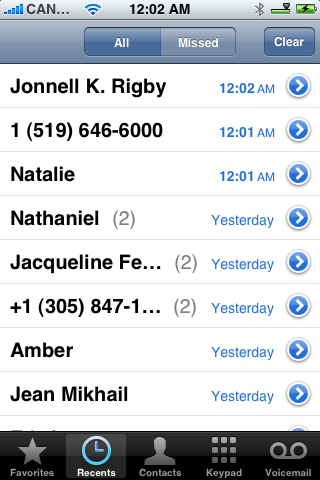 CAN... 12:02 AM
All Missed Clear
Jonnell K. Rigby 12:02 AM
1 (519) 646-6000 12:01 AM
Natalie 12:01 AM
Nathaniel (2) Yesterday
Jacqueline Fe... (2) Yesterday
+1 (305) 847-1... (2) Yesterday
Amber Yesterday
Jean Mikhail Yesterday
Favorites Recents Contacts Keypad Voicemail